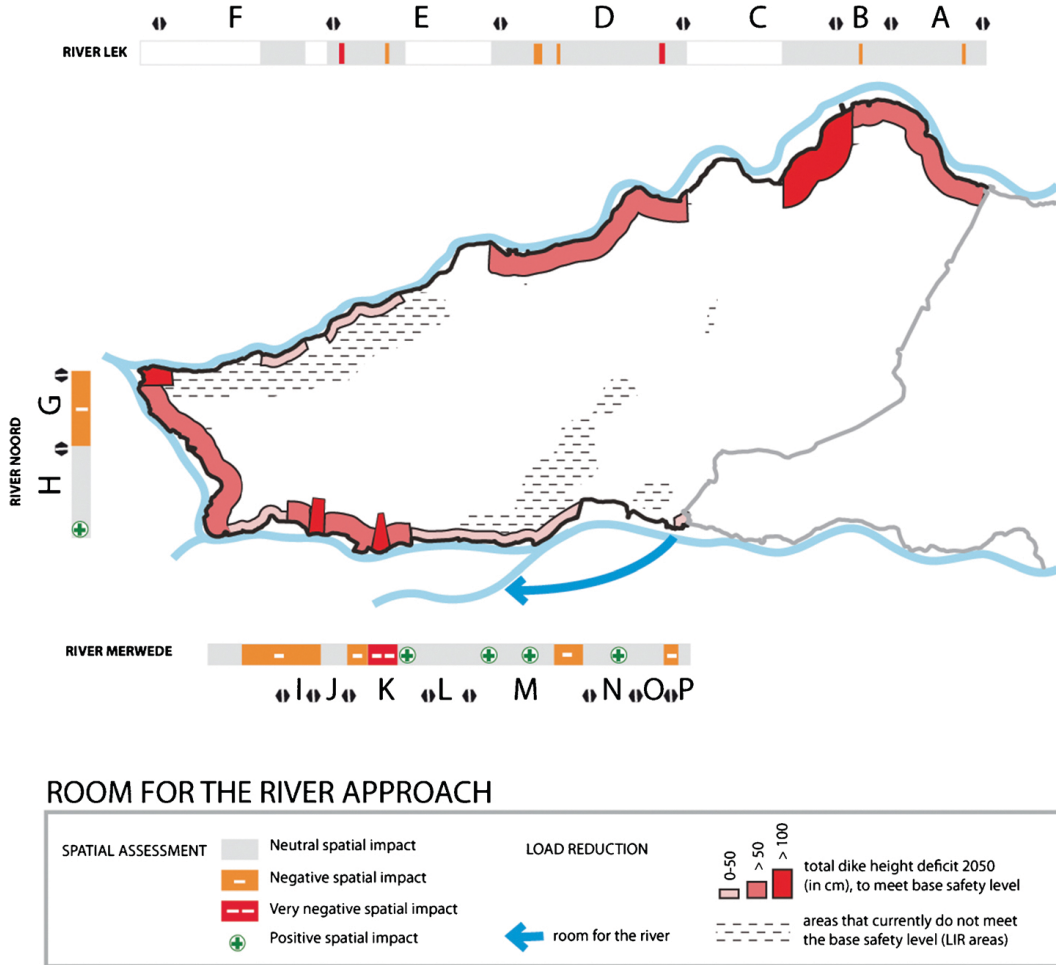 F E D C B A
RIVER LEK
RIVER NOORD
G
H
RIVER MERWEDE
I J K L M N O P
ROOM FOR THE RIVER APPROACH
SPATIAL ASSESSMENT
Neutral spatial impact
Negative spatial impact
Very negative spatial impact
Positive spatial impact
LOAD REDUCTION
room for the river
0-50
> 50
> 100
total dike height deficit 2050
(in cm), to meet base safety level
areas that currently do not meet
the base safety level (LIR areas)